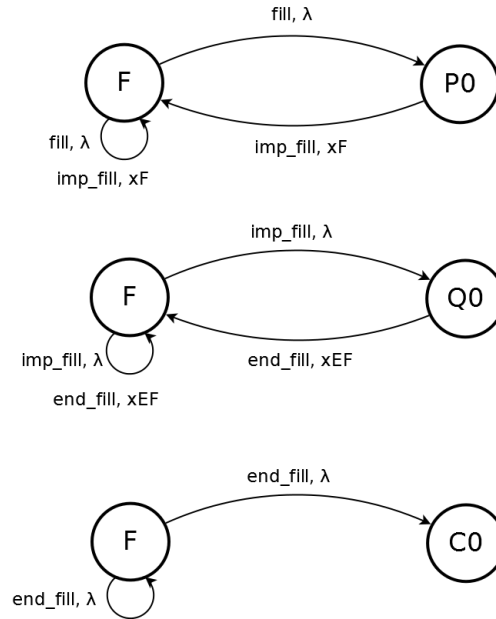 fill, λ
F
P0
fill, λ
imp_fill, xF
imp_fill, xF
imp_fill, λ
F
Q0
imp_fill, λ
end_fill, xEF
end_fill, xEF
end_fill, λ
F
C0
end_fill, λ